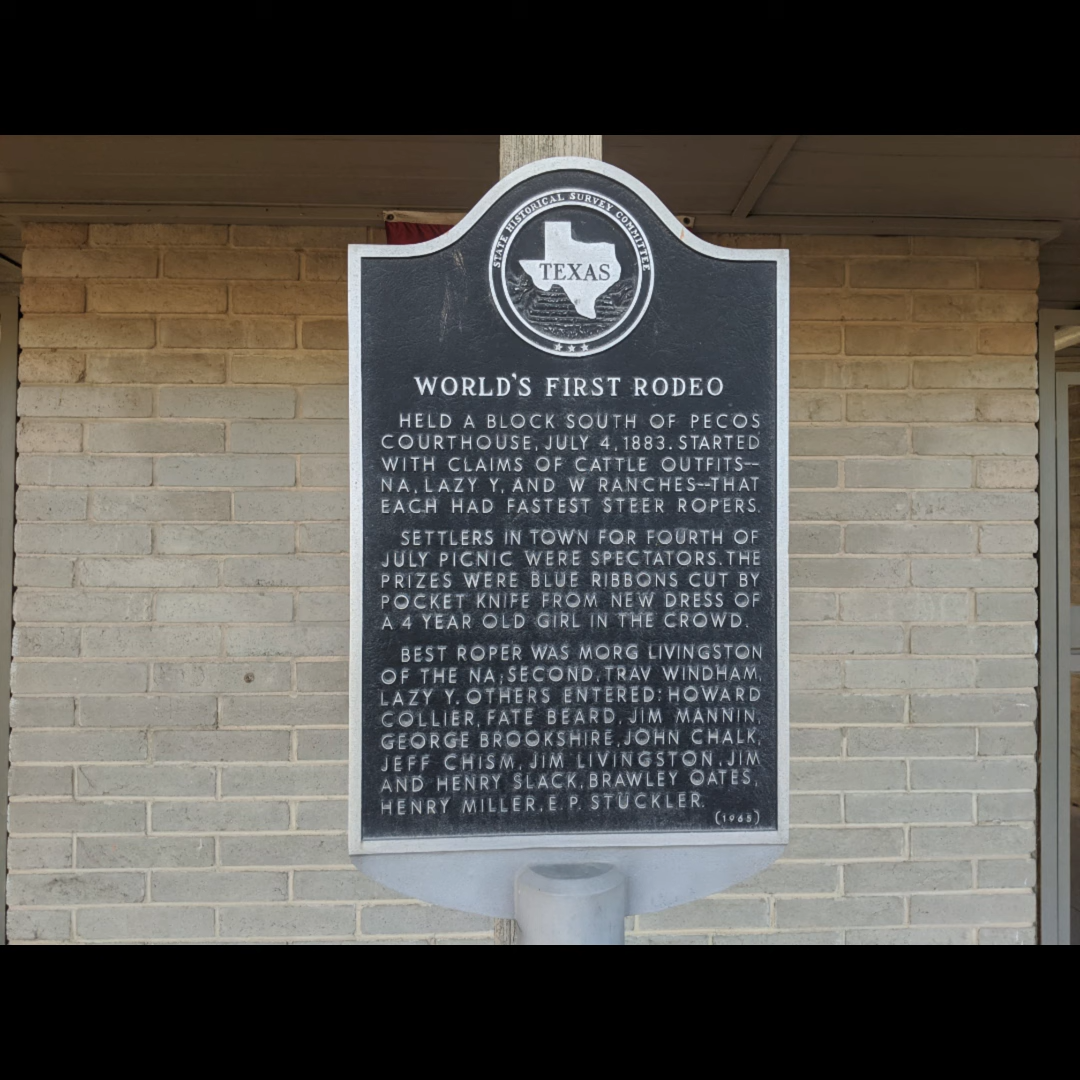 STATE HISTORICAL SURVEY COMMITTEE
TEXAS
WORLD'S FIRST RODEO
HELD A BLOCK SOUTH OF PECOS
COURTHOUSE, JULY 4, 1883. STARTED
WITH CLAIMS OF CATTLE OUTFITS--
NA, LAZY Y, AND W RANCHES--THAT
EACH HAD FASTEST STEER ROPERS.
SETTLERS IN TOWN FOR FOURTH OF
JULY PICNIC WERE SPECTATORS. THE
PRIZES WERE BLUE RIBBONS CUT BY
POCKET KNIFE FROM NEW DRESS OF
A 4 YEAR OLD GIRL IN THE CROWD.
BEST ROPER WAS MORG LIVINGSTON
OF THE NA; SECOND, TRAV WINDHAM,
LAZY Y. OTHERS ENTERED: HOWARD
COLLIER, FATE BEARD, JIM MANNIN,
GEORGE BROOKSHIRE, JOHN CHALK,
JEFF CHISM, JIM LIVINGSTON, JIM
AND HENRY SLACK, BRAWLEY OATES,
HENRY MILLER, E.P. STUCKLER.
(1965)